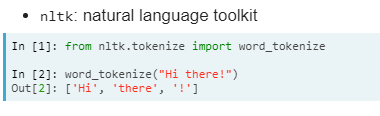 • nltk: natural language toolkit
In [1]: from nltk.tokenize import word_tokenize
In [2]: word_tokenize("Hi there!")
Out[2]: ['Hi', 'there', '!']